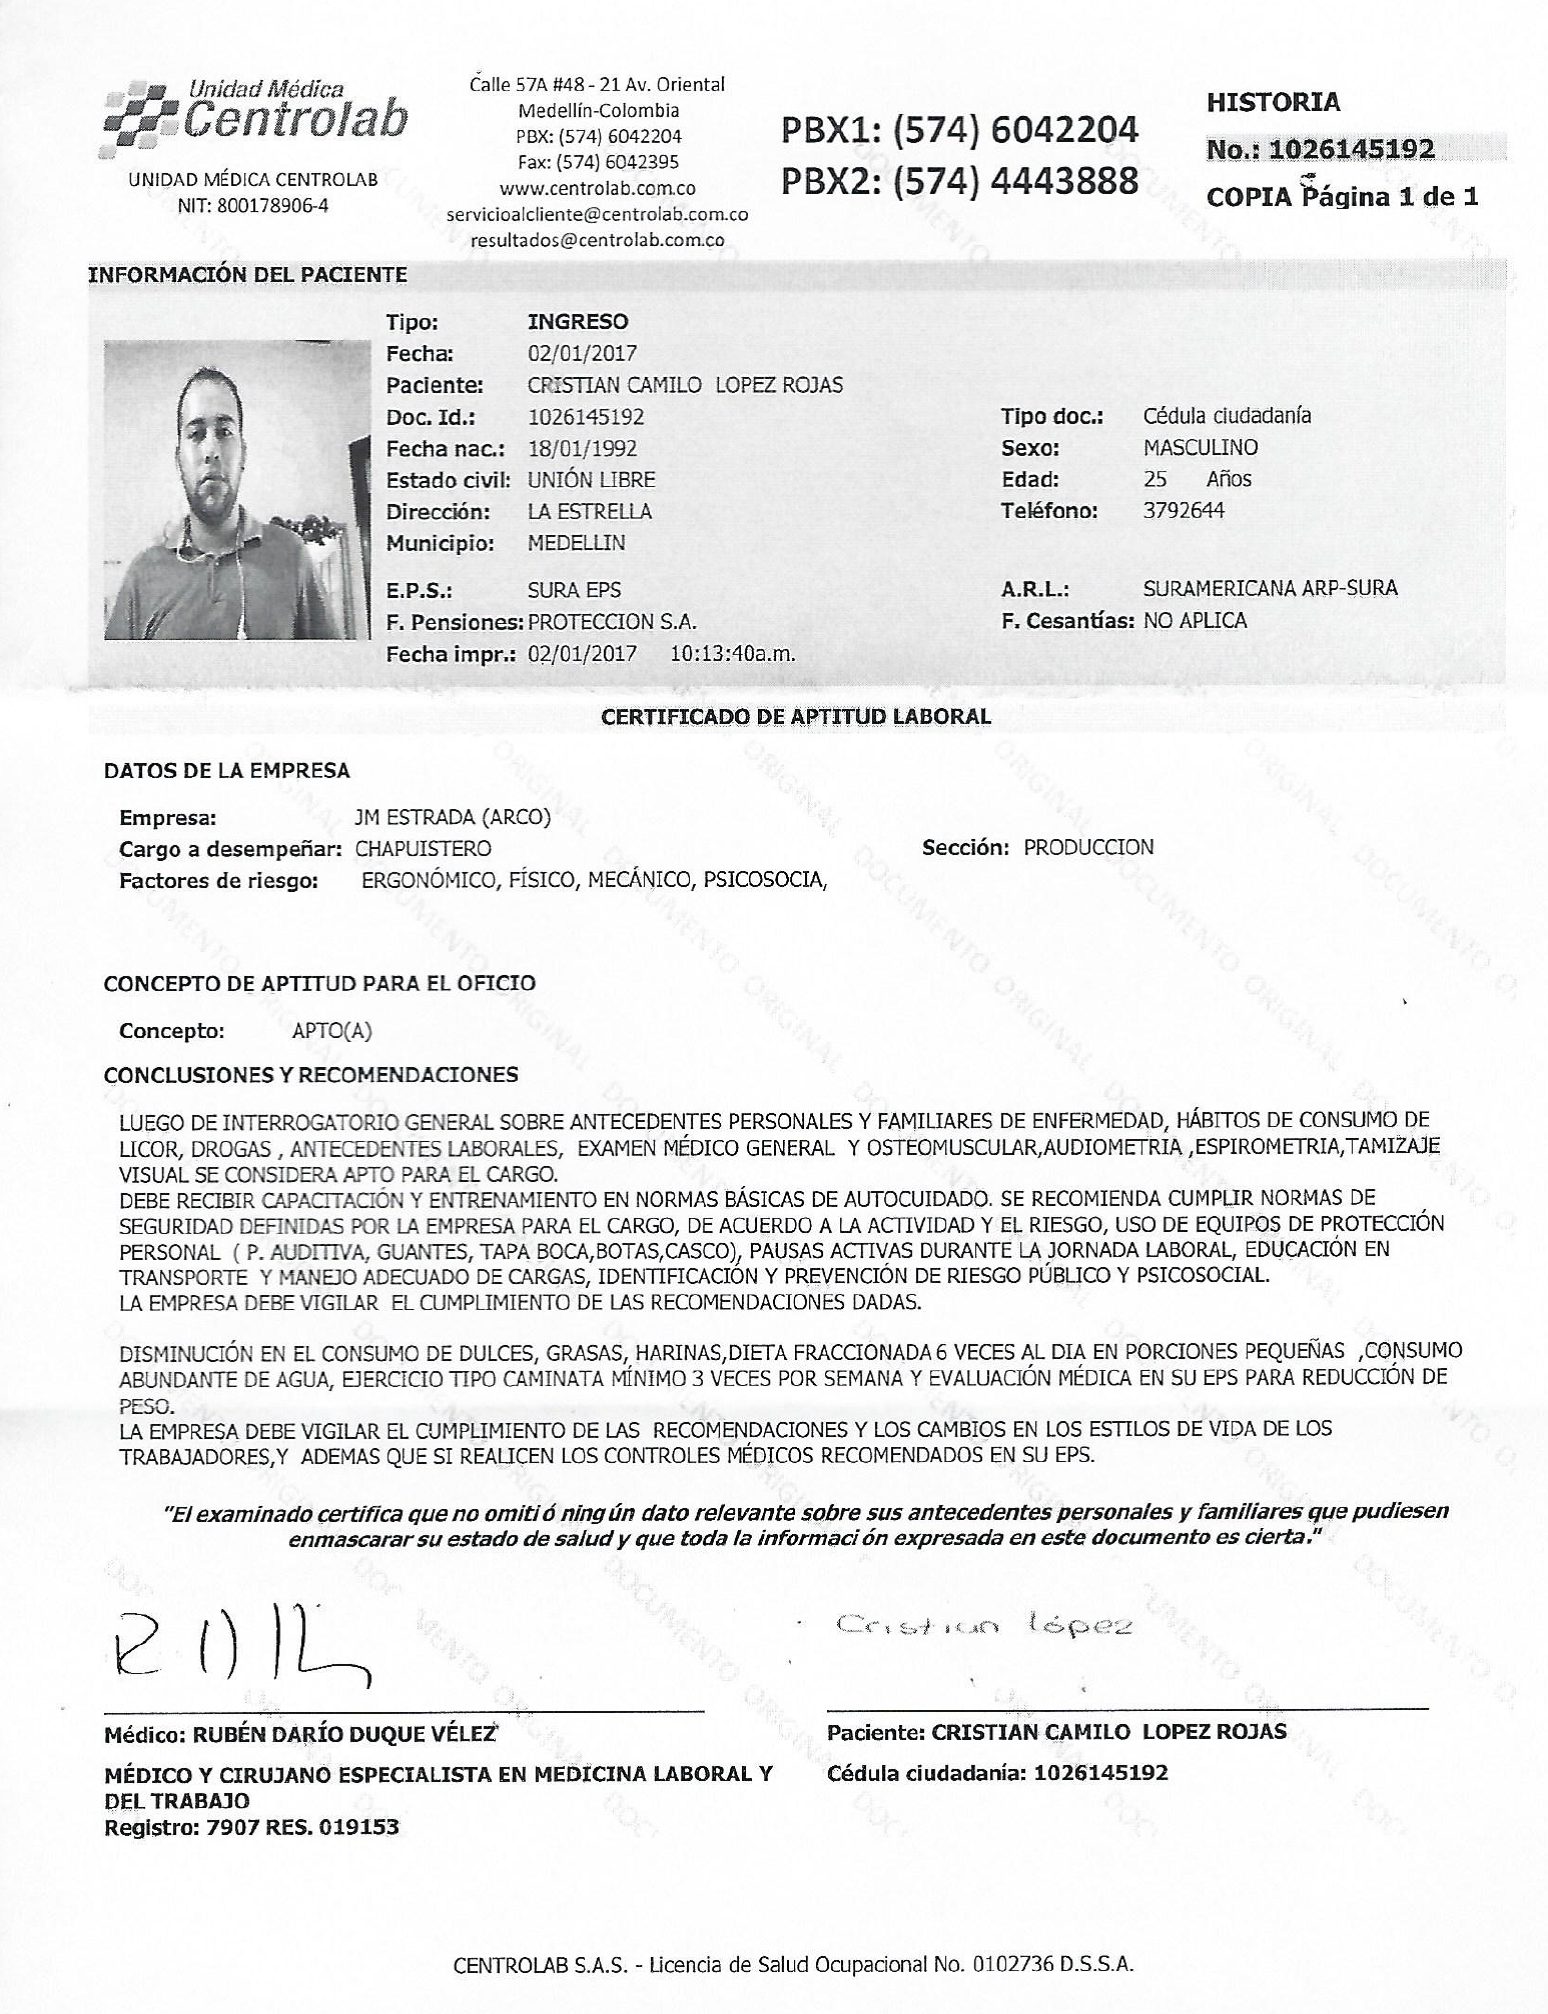 Unidad Médica
Centrolab
UNIDAD MÉDICA CENTROLAB
NIT: 800178906-4
Calle 57A #48 - 21 Av. Oriental
Medellín-Colombia
PBX: (574) 6042204
Fax: (574) 6042395
www.centrolab.com.co
servicioalcliente@centrolab.com.co
resultados@centrolab.com.co
PBX1: (574) 6042204
PBX2: (574) 4443888
HISTORIA
No.: 1026145192
COPIA Página 1 de 1
INFORMACIÓN DEL PACIENTE
Tipo: INGRESO
Fecha: 02/01/2017
Paciente: CRISTIAN CAMILO LOPEZ ROJAS
Doc. Id.: 1026145192 Tipo doc.: Cédula ciudadanía
Fecha nac.: 18/01/1992 Sexo: MASCULINO
Estado civil: UNIÓN LIBRE Edad: 25 Años
Dirección: LA ESTRELLA Teléfono: 3792644
Municipio: MEDELLIN
E.P.S.: SURA EPS A.R.L.: SURAMERICANA ARP-SURA
F. Pensiones: PROTECCION S.A. F. Cesantías: NO APLICA
Fecha impr.: 02/01/2017 10:13:40a.m.
CERTIFICADO DE APTITUD LABORAL
DATOS DE LA EMPRESA
Empresa: JM ESTRADA (ARCO)
Cargo a desempeñar: CHAPUISTERO Sección: PRODUCCION
Factores de riesgo: ERGONÓMICO, FÍSICO, MECÁNICO, PSICOSOCIA,
CONCEPTO DE APTITUD PARA EL OFICIO
Concepto: APTO(A)
CONCLUSIONES Y RECOMENDACIONES
LUEGO DE INTERROGATORIO GENERAL SOBRE ANTECEDENTES PERSONALES Y FAMILIARES DE ENFERMEDAD, HÁBITOS DE CONSUMO DE
LICOR, DROGAS , ANTECEDENTES LABORALES, EXAMEN MÉDICO GENERAL Y OSTEOMUSCULAR,AUDIOMETRIA ,ESPIROMETRIA,TAMIZAJE
VISUAL SE CONSIDERA APTO PARA EL CARGO.
DEBE RECIBIR CAPACITACIÓN Y ENTRENAMIENTO EN NORMAS BÁSICAS DE AUTOCUIDADO. SE RECOMIENDA CUMPLIR NORMAS DE
SEGURIDAD DEFINIDAS POR LA EMPRESA PARA EL CARGO, DE ACUERDO A LA ACTIVIDAD Y EL RIESGO, USO DE EQUIPOS DE PROTECCIÓN
PERSONAL ( P. AUDITIVA, GUANTES, TAPA BOCA,BOTAS,CASCO), PAUSAS ACTIVAS DURANTE LA JORNADA LABORAL, EDUCACIÓN EN
TRANSPORTE Y MANEJO ADECUADO DE CARGAS, IDENTIFICACIÓN Y PREVENCIÓN DE RIESGO PÚBLICO Y PSICOSOCIAL.
LA EMPRESA DEBE VIGILAR EL CUMPLIMIENTO DE LAS RECOMENDACIONES DADAS.
DISMINUCIÓN EN EL CONSUMO DE DULCES, GRASAS, HARINAS,DIETA FRACCIONADA 6 VECES AL DIA EN PORCIONES PEQUEÑAS ,CONSUMO
ABUNDANTE DE AGUA, EJERCICIO TIPO CAMINATA MÍNIMO 3 VECES POR SEMANA Y EVALUACIÓN MÉDICA EN SU EPS PARA REDUCCIÓN DE
PESO.
LA EMPRESA DEBE VIGILAR EL CUMPLIMIENTO DE LAS RECOMENDACIONES Y LOS CAMBIOS EN LOS ESTILOS DE VIDA DE LOS
TRABAJADORES,Y ADEMAS QUE SI REALICEN LOS CONTROLES MÉDICOS RECOMENDADOS EN SU EPS.
"El examinado certifica que no omitió ningún dato relevante sobre sus antecedentes personales y familiares que pudiesen
enmascarar su estado de salud y que toda la información expresada en este documento es cierta."
Cristian López
Médico: RUBÉN DARÍO DUQUE VÉLEZ
MÉDICO Y CIRUJANO ESPECIALISTA EN MEDICINA LABORAL Y
DEL TRABAJO
Registro: 7907 RES. 019153
Paciente: CRISTIAN CAMILO LOPEZ ROJAS
Cédula ciudadanía: 1026145192
CENTROLAB S.A.S. - Licencia de Salud Ocupacional No. 0102736 D.S.S.A.
DOCUMENTO ORIGINAL